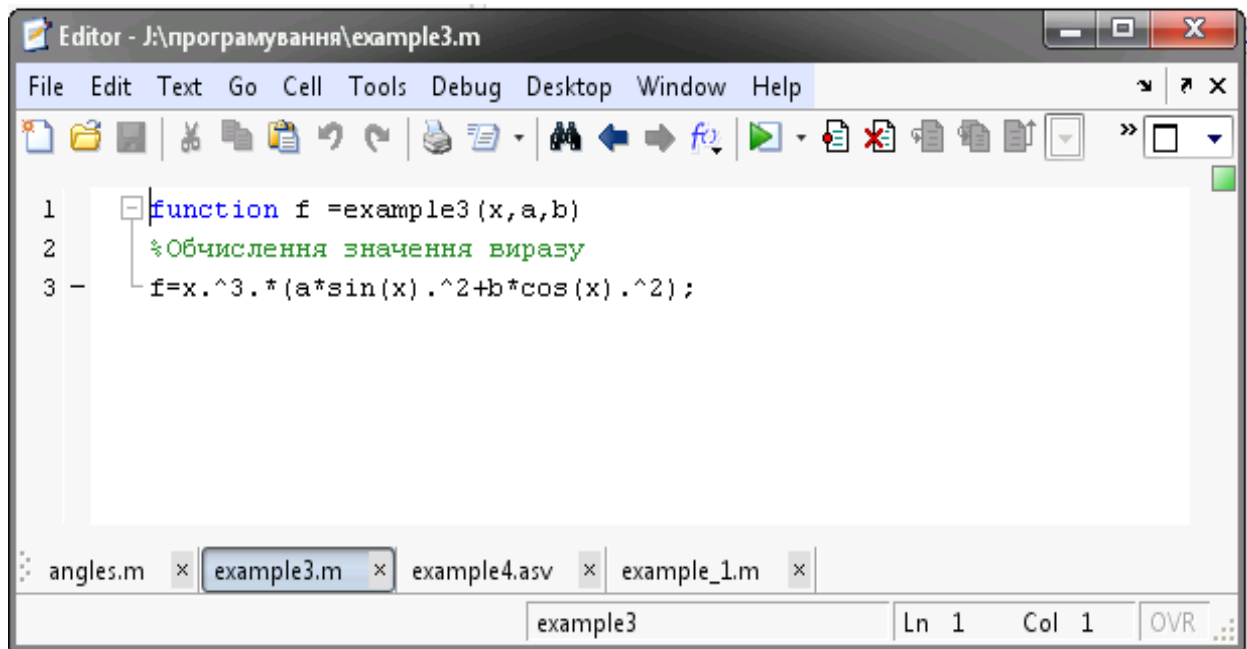 Editor - J:\програмування\example3.m
File Edit Text Go Cell Tools Debug Desktop Window Help
1 function f =example3(x,a,b)
2 %Обчислення значення виразу
3 - f=x.^3.*(a*sin(x).^2+b*cos(x).^2);
angles.m × example3.m × example4.asv × example_1.m ×
example3 Ln 1 Col 1 OVR